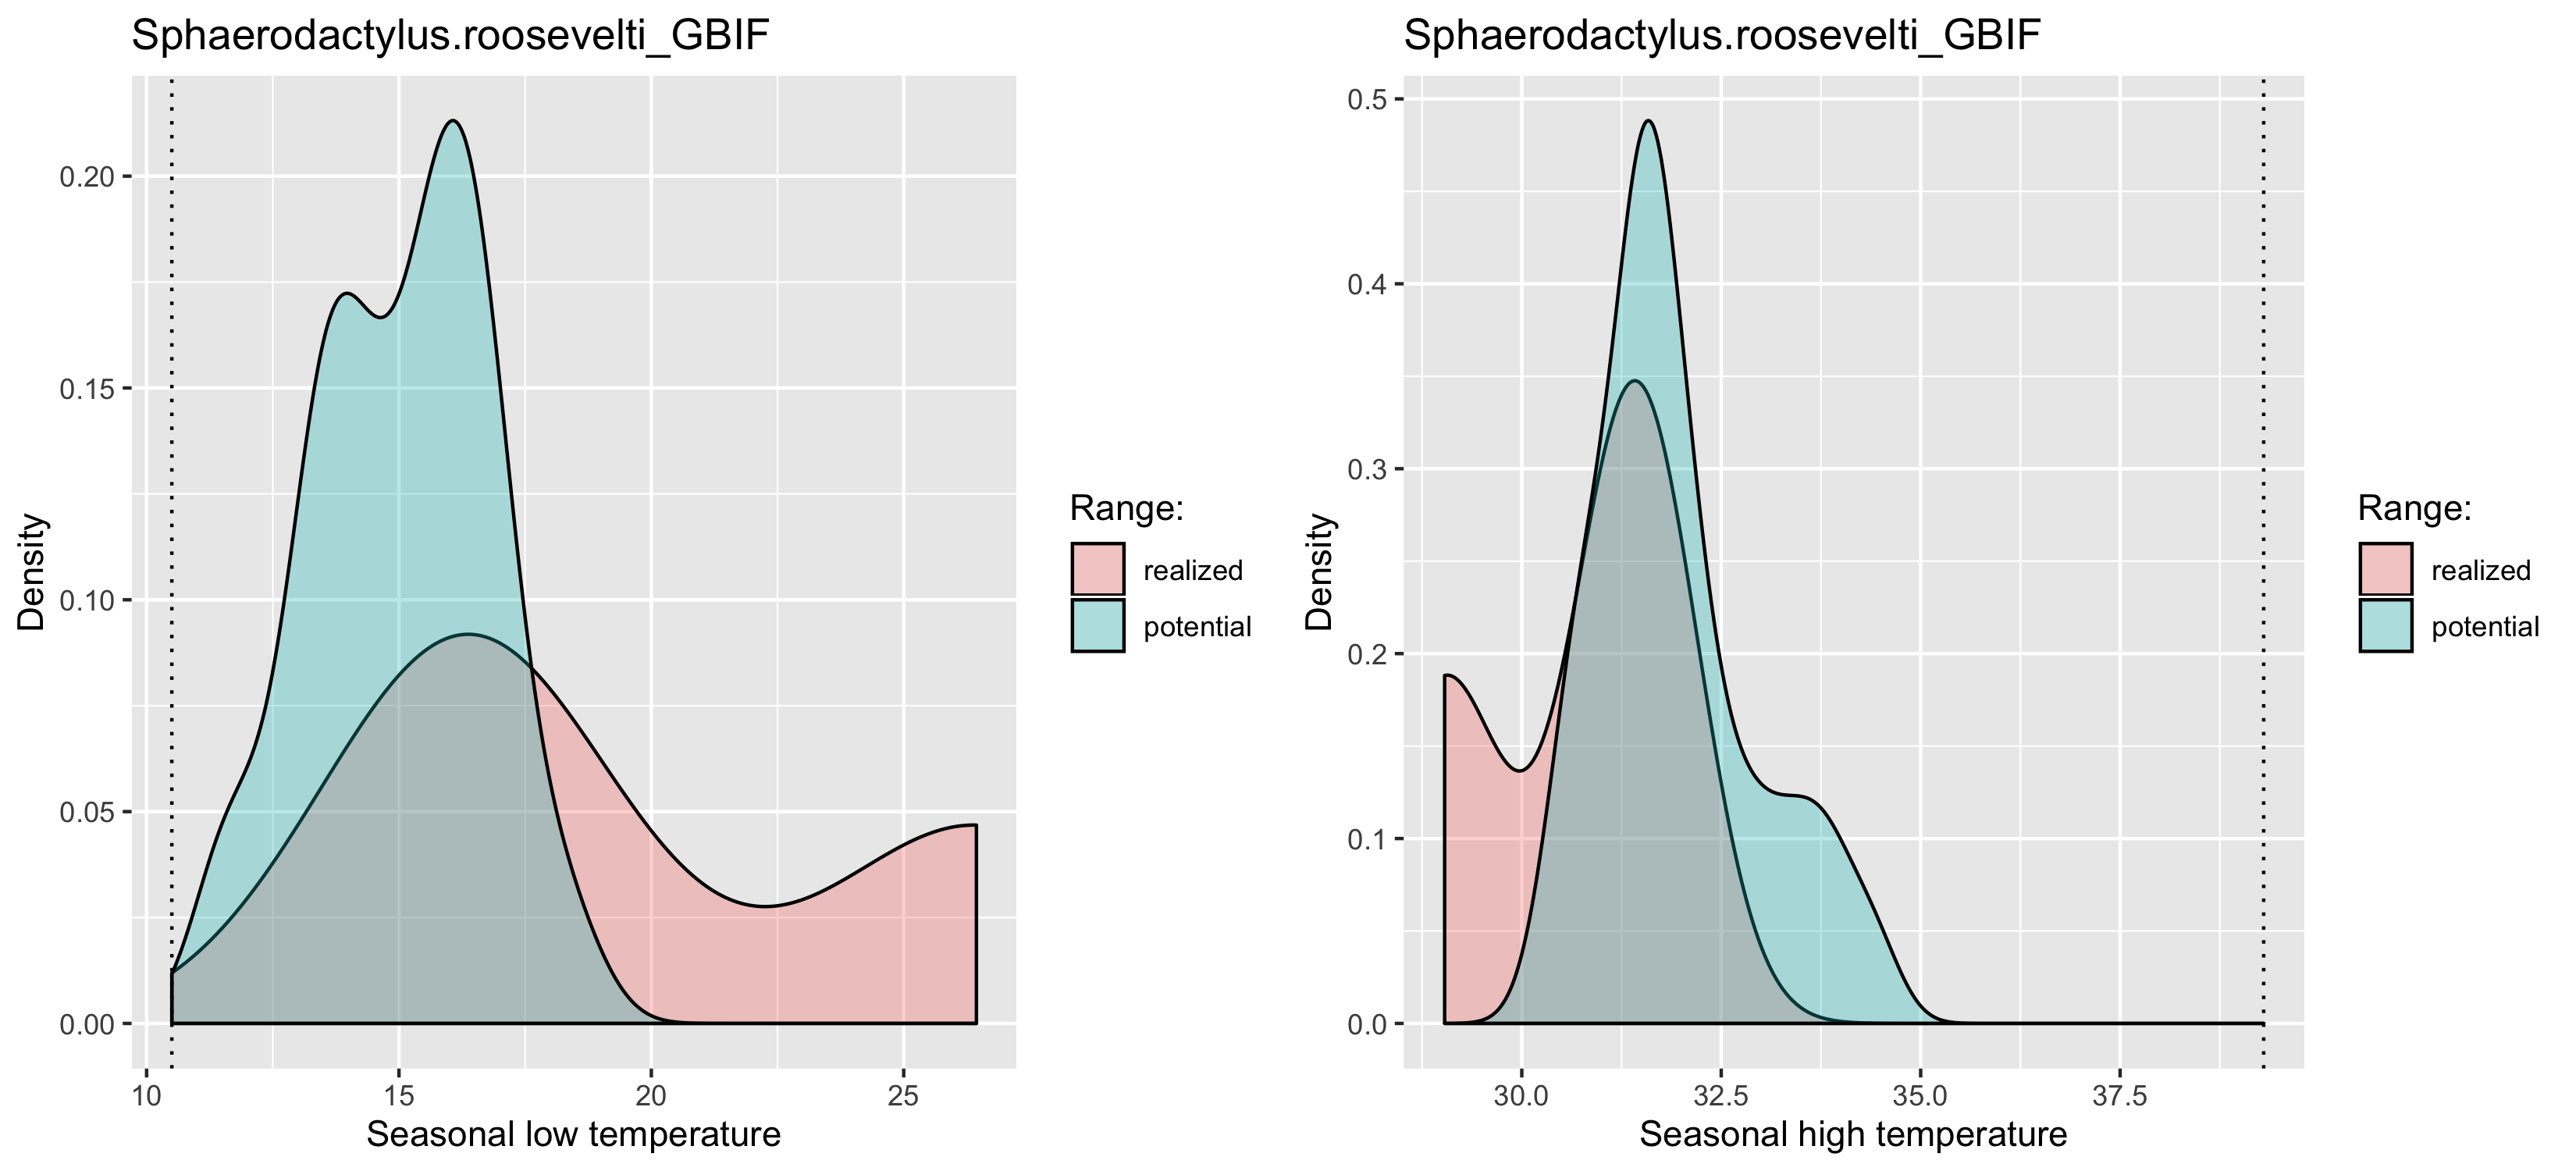 Sphaerodactylus.roosevelti_GBIF
Density
0.20
0.15
0.10
0.05
0.00
10 15 20 25
Seasonal low temperature
Range:
realized
potential
Sphaerodactylus.roosevelti_GBIF
Density
0.5
0.4
0.3
0.2
0.1
0.0
30.0 32.5 35.0 37.5
Seasonal high temperature
Range:
realized
potential